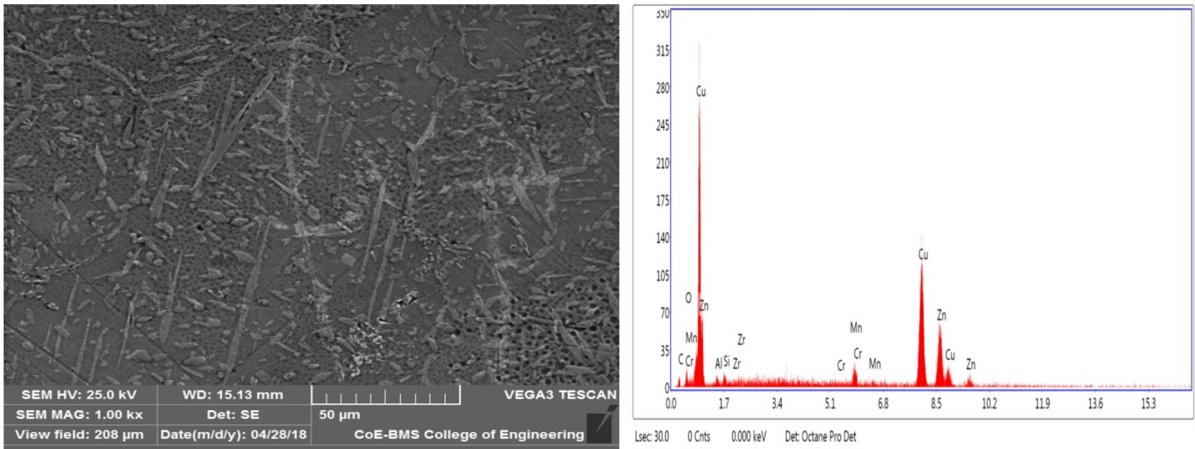 SEM HV: 25.0 kV WD: 15.13 mm VEGA3 TESCAN
SEM MAG: 1.00 kx Det: SE 50 µm
View field: 208 µm Date(m/d/y): 04/28/18 CoE-BMS College of Engineering
350
315
280
245
210
175
140
105
70
35
0
Cu
O
Zn
Mn
C
Cr
Al
Si
Zr
Zr
Mn
Cr
Cr
Mn
Cu
Zn
Cu
Zn
0.0 1.7 3.4 5.1 6.8 8.5 10.2 11.9 13.6 15.3
Lsec: 30.0 0 Cnts 0.000 keV Det: Octane Pro Det